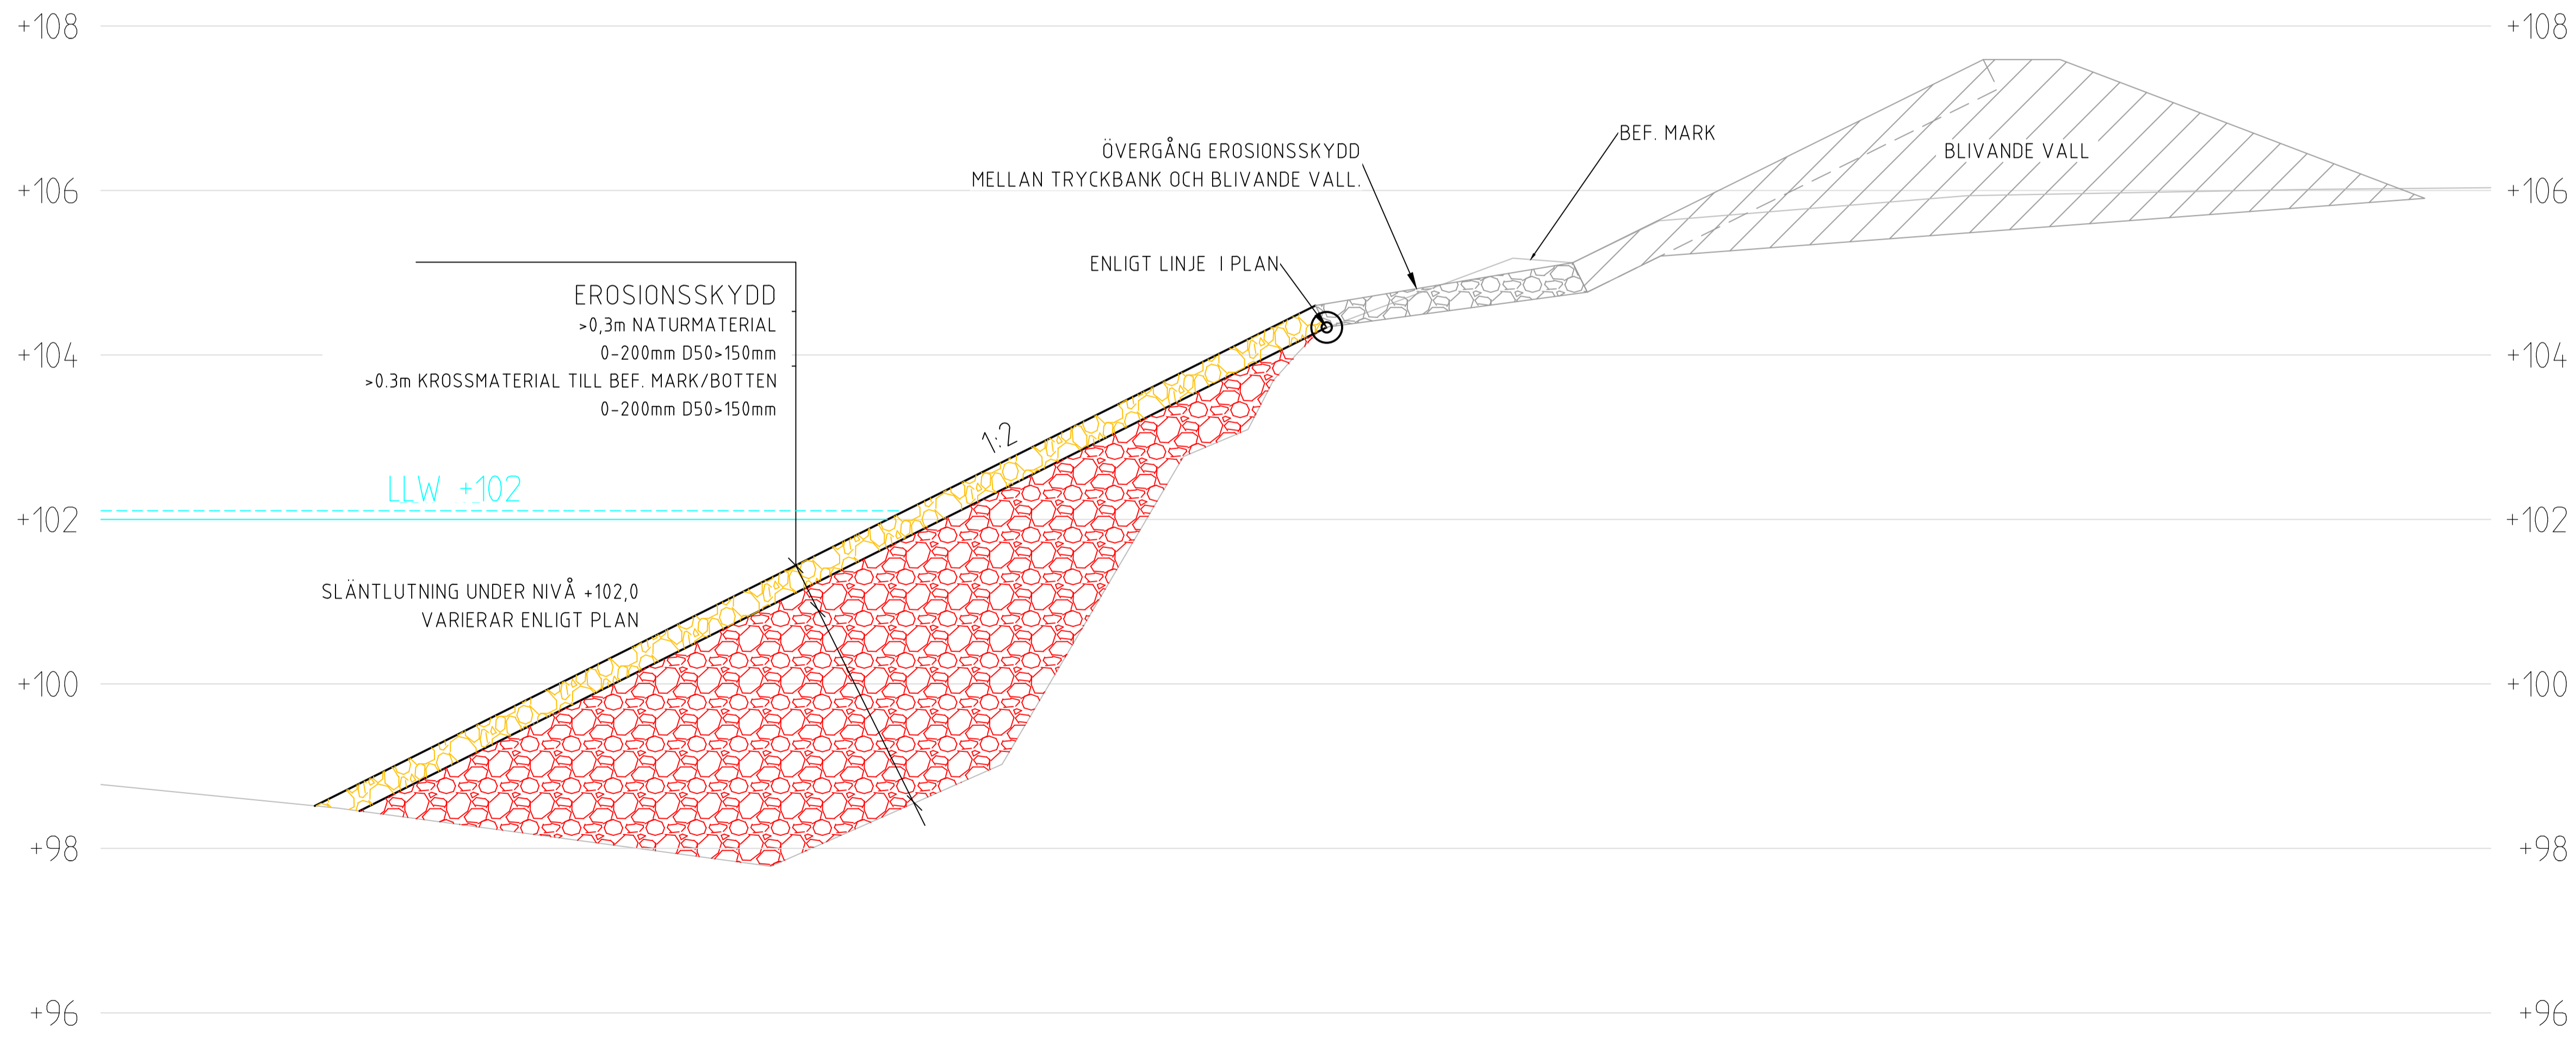 +108
+108
ÖVERGÅNG EROSIONSSKYDD
MELLAN TRYCKBANK OCH BLIVANDE VALL.
BEF. MARK
BLIVANDE VALL
+106
+106
ENLIGT LINJE I PLAN
EROSIONSSKYDD
>0,3m NATURMATERIAL
0-200mm D50>150mm
>0.3m KROSSMATERIAL TILL BEF. MARK/BOTTEN
0-200mm D50>150mm
+104
+104
1:2
LLW +102
+102
+102
SLÄNTLUTNING UNDER NIVÅ +102,0
VARIERAR ENLIGT PLAN
+100
+100
+98
+98
+96
+96